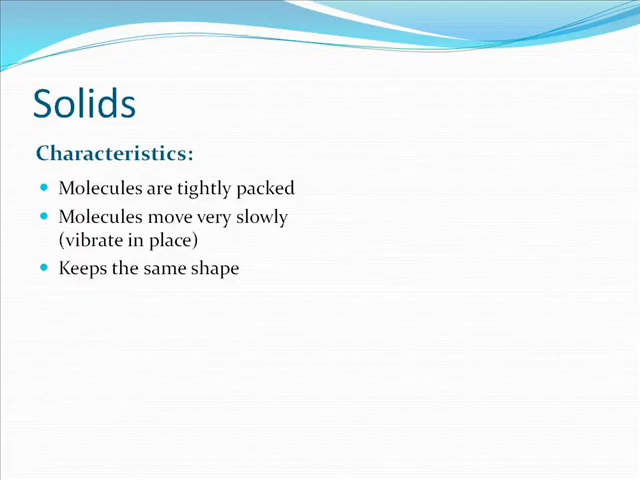 Solids
Characteristics:
Molecules are tightly packed
Molecules move very slowly
(vibrate in place)
Keeps the same shape